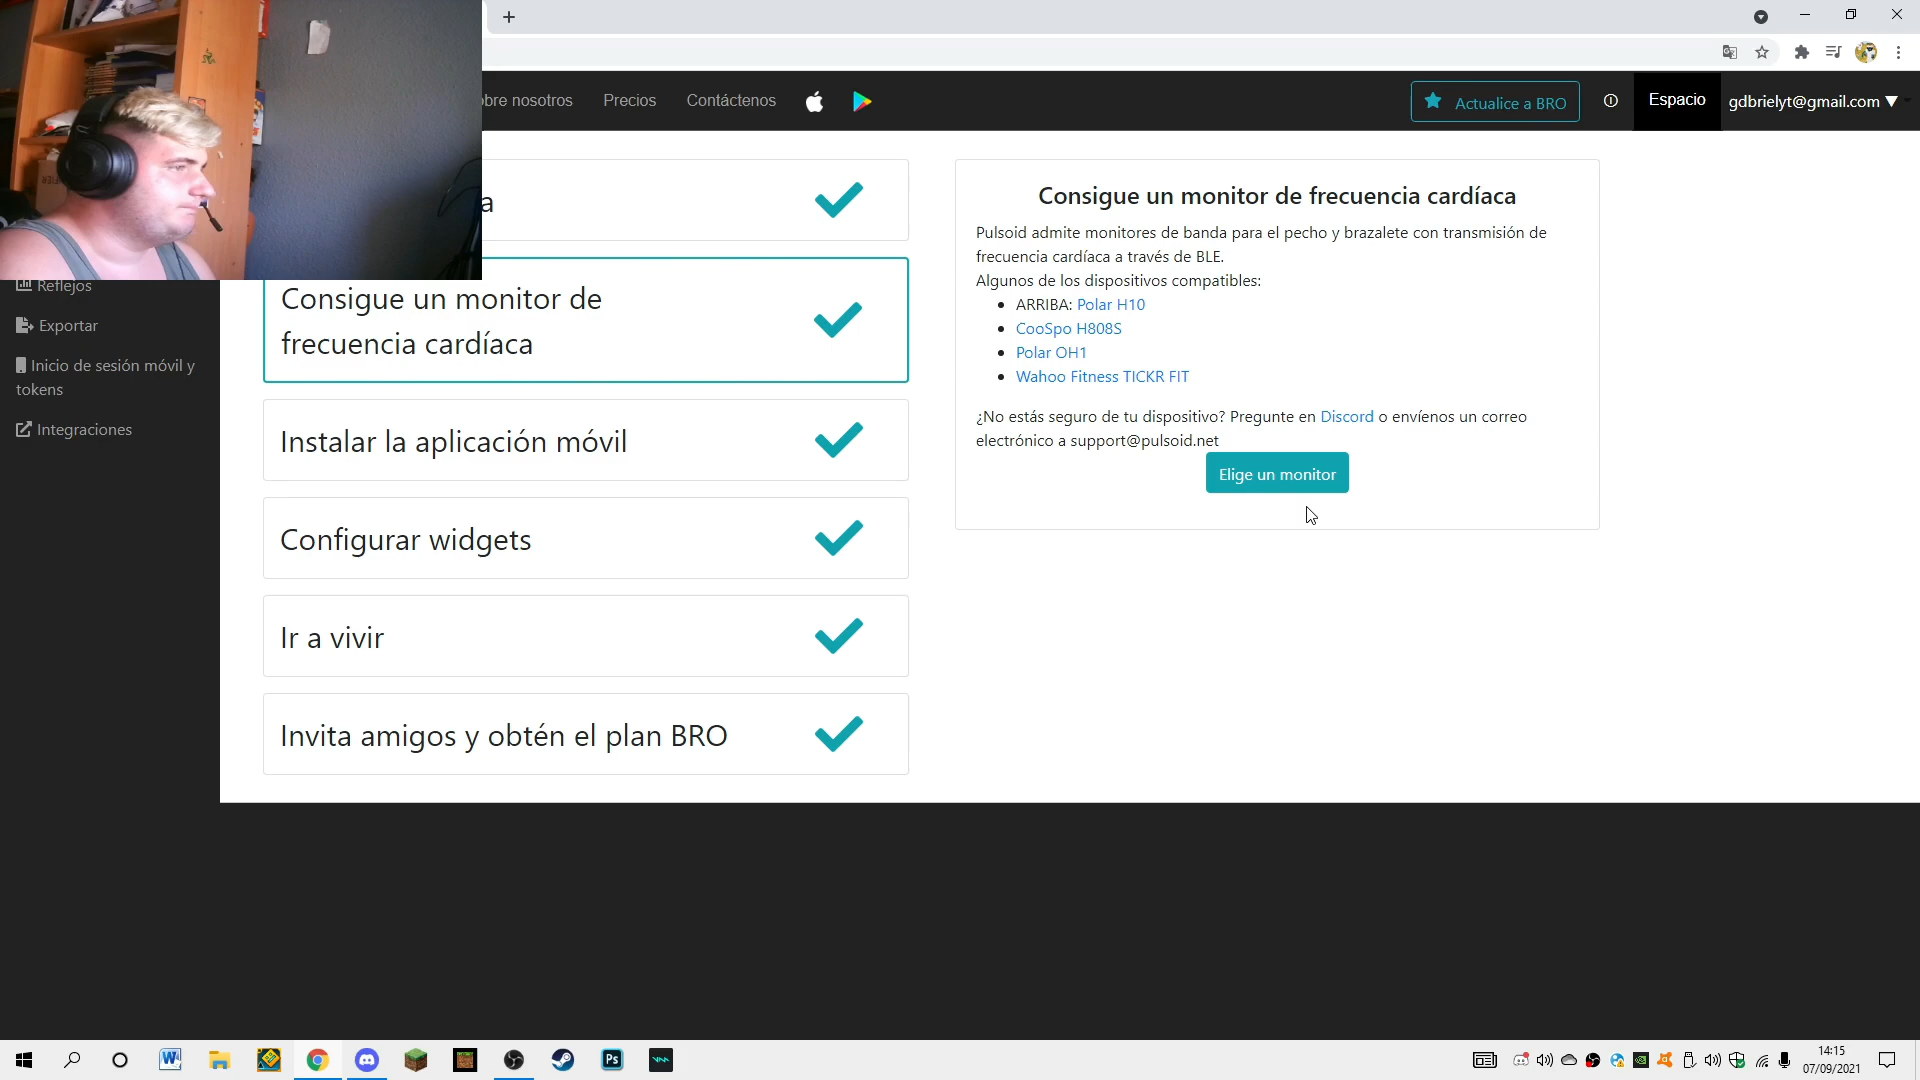 obre nosotros
Precios
Contáctenos
Actualice a BRO
Espacio
gdbrielyt@gmail.com ▼
Reflejos
Exportar
Inicio de sesión móvil y
tokens
Integraciones
a
Consigue un monitor de
frecuencia cardíaca
Instalar la aplicación móvil
Configurar widgets
Ir a vivir
Invita amigos y obtén el plan BRO
Consigue un monitor de frecuencia cardíaca
Pulsoid admite monitores de banda para el pecho y brazalete con transmisión de
frecuencia cardíaca a través de BLE.
Algunos de los dispositivos compatibles:
ARRIBA: Polar H10
CooSpo H808S
Polar OH1
Wahoo Fitness TICKR FIT
¿No estás seguro de tu dispositivo? Pregunte en Discord o envíenos un correo
electrónico a support@pulsoid.net
Elige un monitor
Ps
14:15
07/09/2021